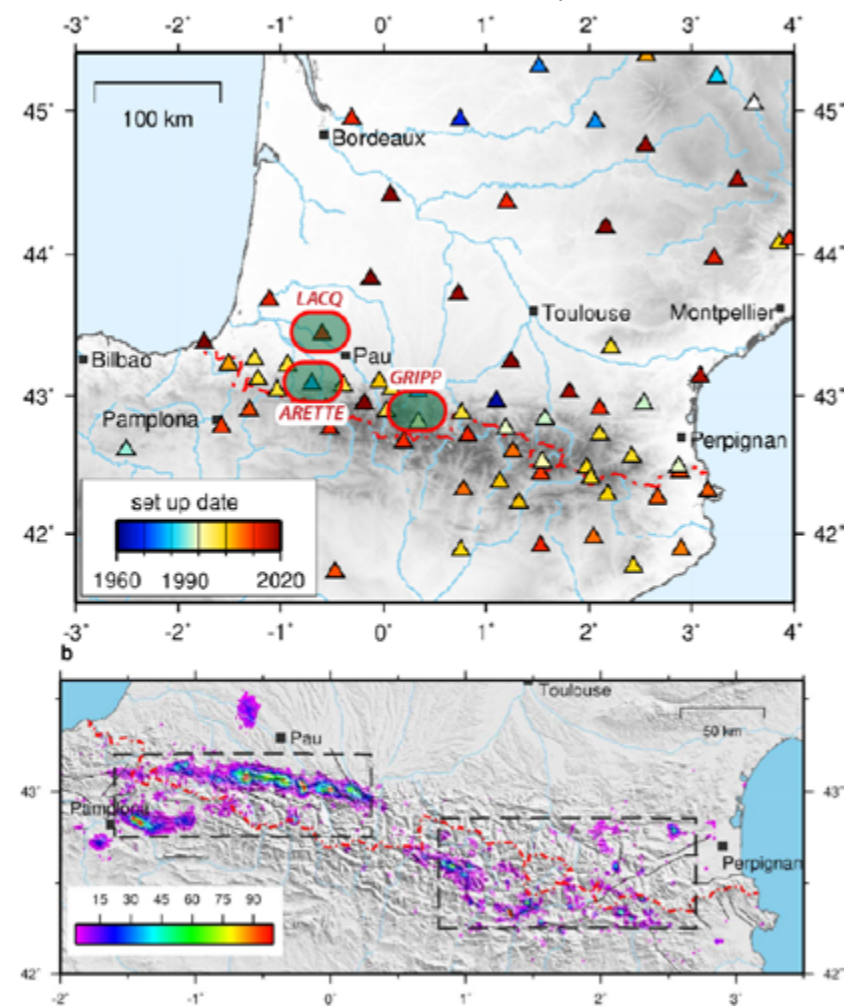 -3° -2° -1° 0° 1° 2° 3° 4°
45° 45°
100 km
Bordeaux
44° 44°
LACQ
Toulouse Montpellier
Bilbao Pau
GRIPP
43° 43°
ARETTE
Pamplona
Perpignan
set up date
42° 42°
1960 1990 2020
-3° -2° -1° 0° 1° 2° 3° 4°
b
Toulouse
50 km
Pau
43° 43°
Pamplona
Perpignan
15 30 45 60 75 90
42° 42°
-2° -1° 0° 1° 2° 3°